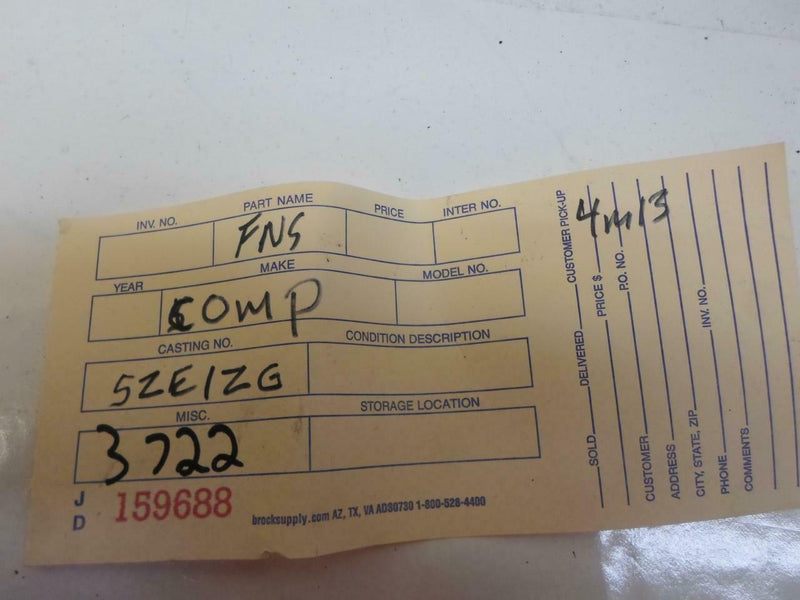 INV. NO. PART NAME PRICE INTER NO.
FNS
YEAR MAKE MODEL NO.
COMP
CASTING NO. CONDITION DESCRIPTION
5ZE1ZG
MISC. STORAGE LOCATION
3722
J D 159688
brocksupply.com AZ, TX, VA AD30730 1-800-528-4400
SOLD DELIVERED CUSTOMER PICK-UP
PRICE $
4m13
P.O. NO.
CUSTOMER
ADDRESS
CITY, STATE, ZIP
INV. NO.
PHONE
COMMENTS